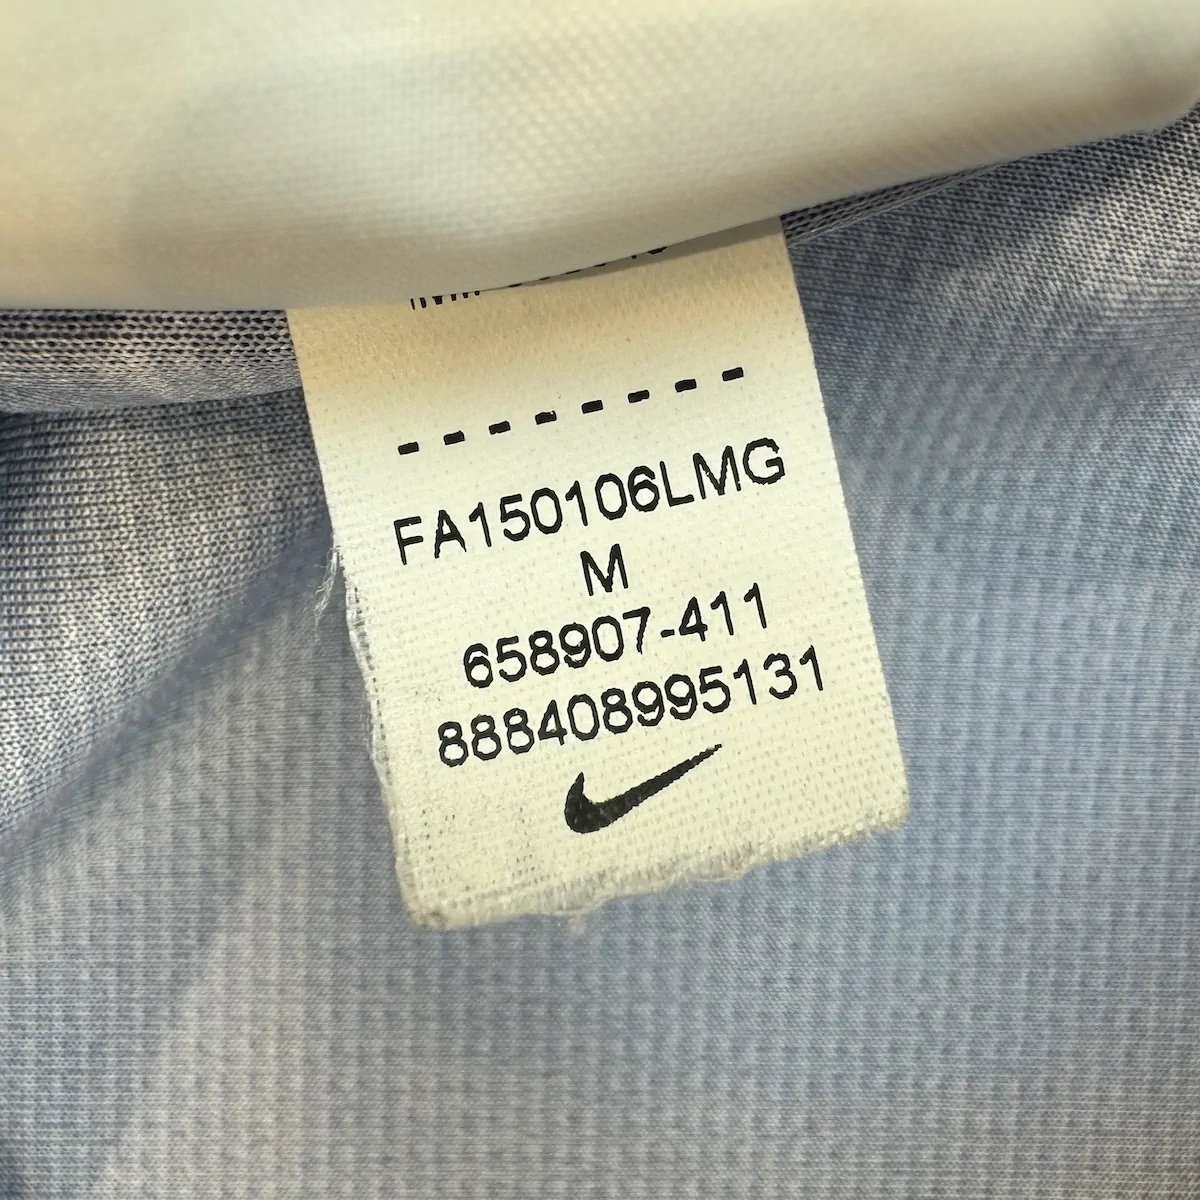 - - - - - - - -
FA150106LMG
M
658907-411
888408995131